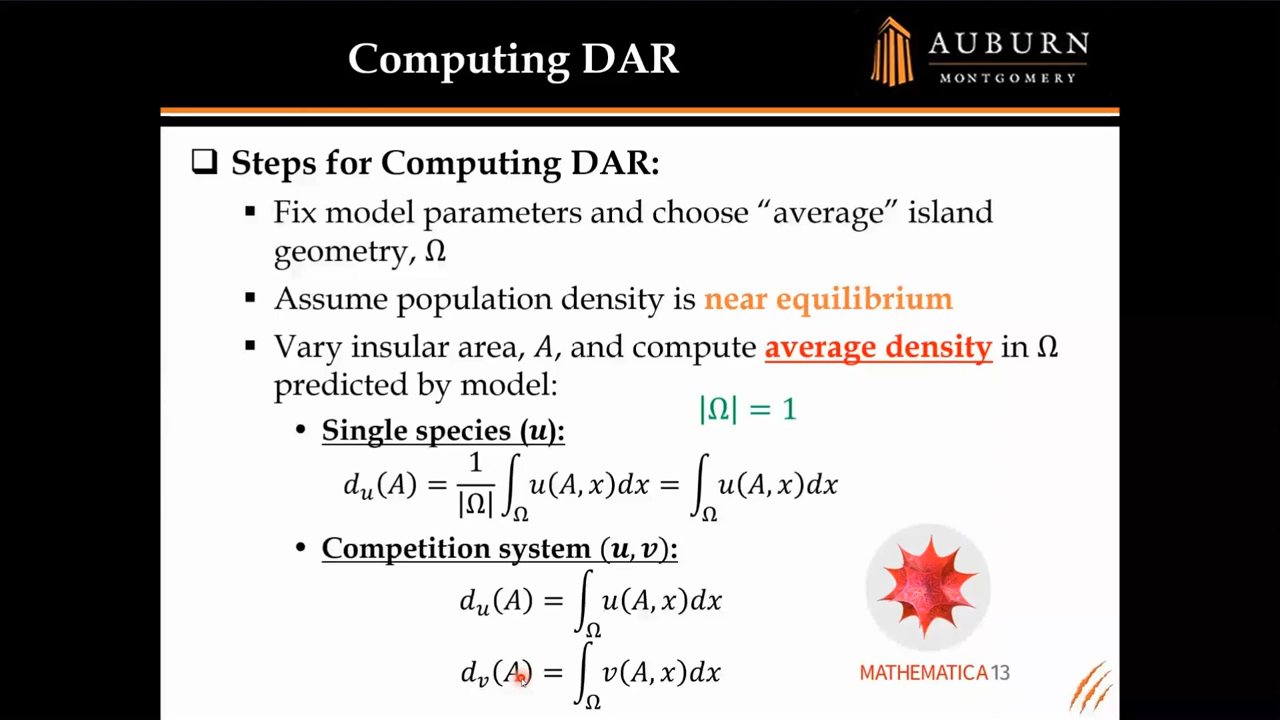 Computing DAR
AUBURN
MONTGOMERY
❑ Steps for Computing DAR:
▪ Fix model parameters and choose “average” island
geometry, Ω
▪ Assume population density is near equilibrium
▪ Vary insular area, A, and compute average density in Ω
predicted by model:
|Ω| = 1
• Single species (u):
d_u(A) = 1/|Ω| ∫_Ω u(A, x)dx = ∫_Ω u(A, x)dx
• Competition system (u, v):
d_u(A) = ∫_Ω u(A, x)dx
d_v(A) = ∫_Ω v(A, x)dx
MATHEMATICA 13